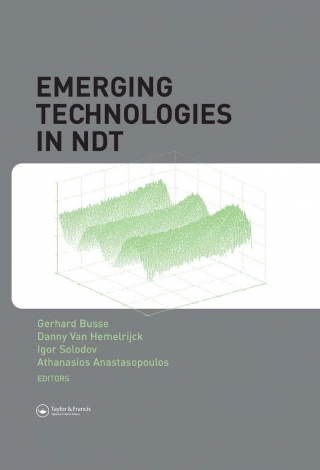 EMERGING
TECHNOLOGIES
IN NDT
Gerhard Busse
Danny Van Hemelrijck
Igor Solodov
Athanasios Anastasopoulos
EDITORS
Taylor & Francis